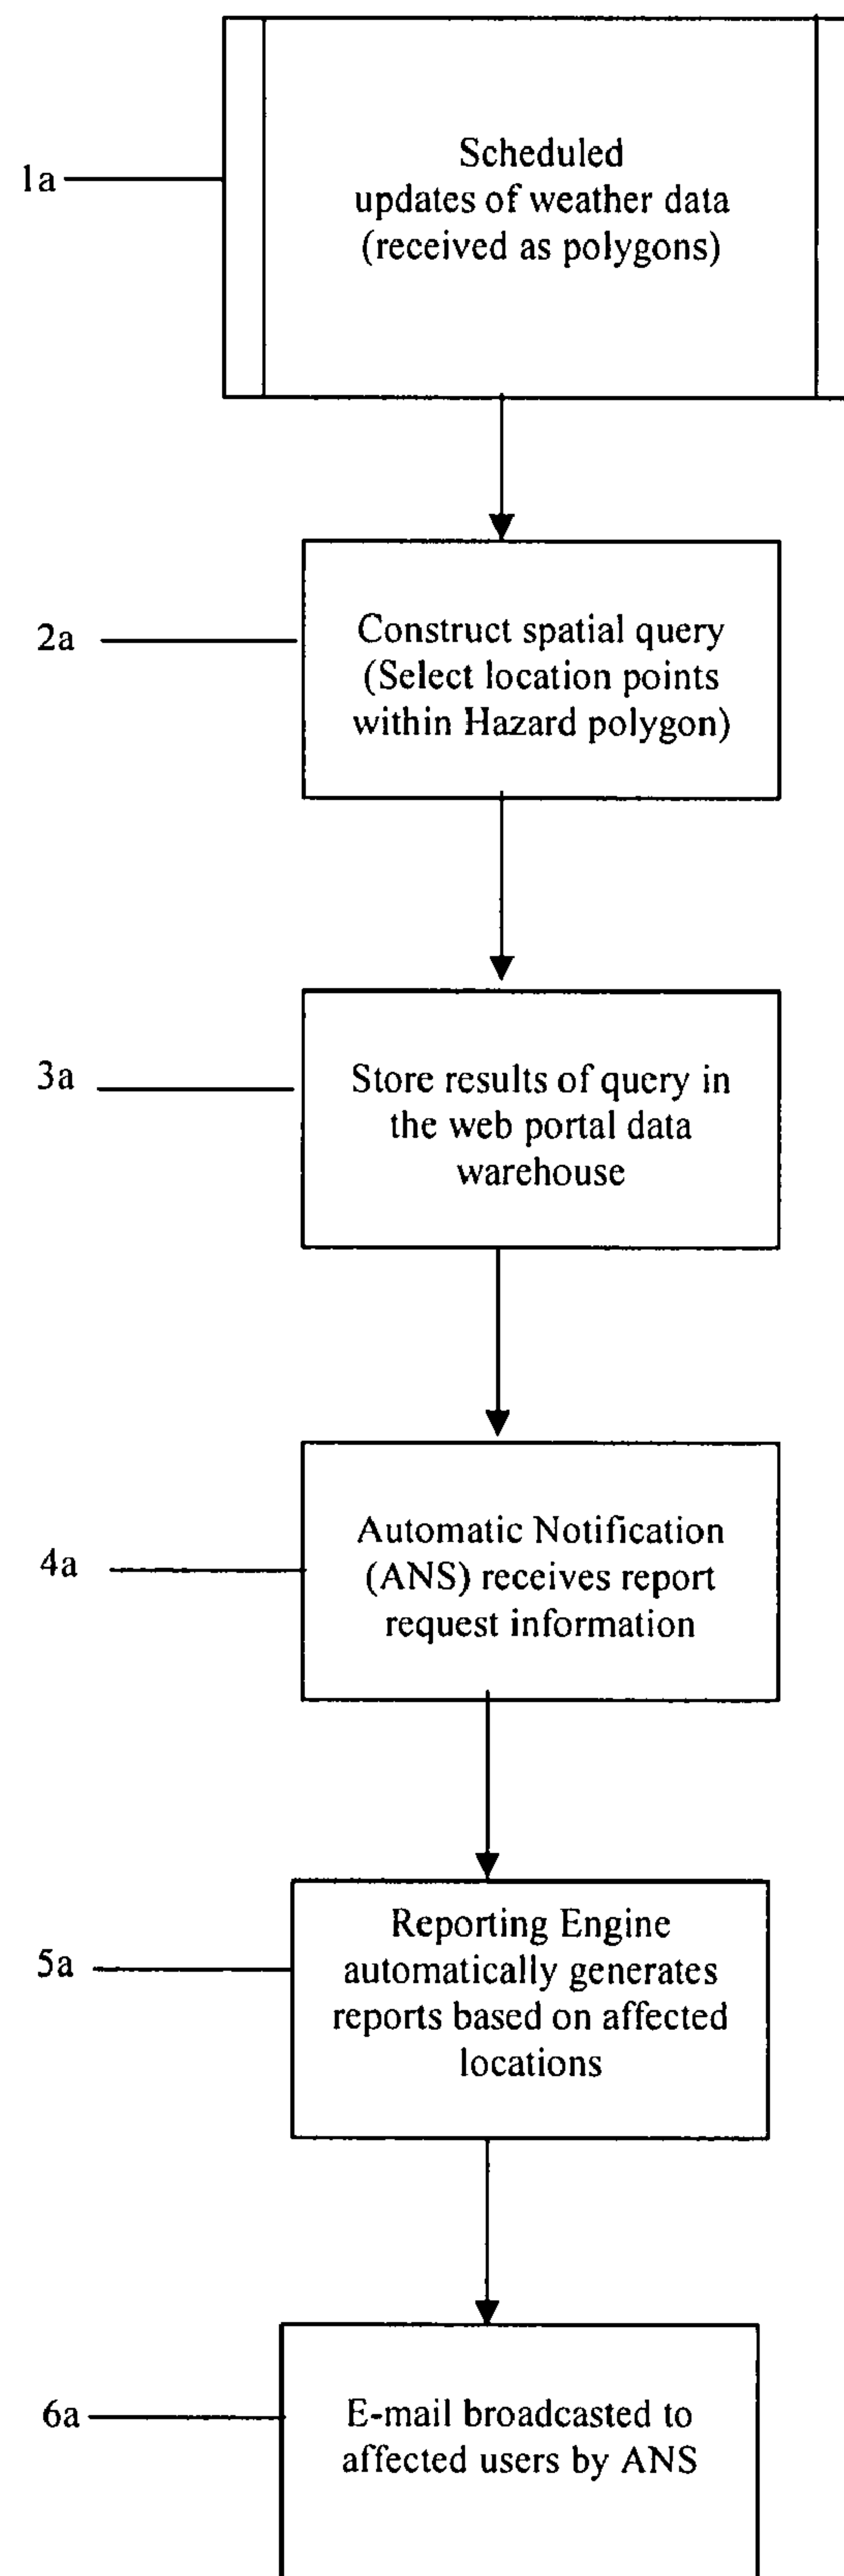 1a
Scheduled
updates of weather data
(received as polygons)
2a
Construct spatial query
(Select location points
within Hazard polygon)
3a
Store results of query in
the web portal data
warehouse
4a
Automatic Notification
(ANS) receives report
request information
5a
Reporting Engine
automatically generates
reports based on affected
locations
6a
E-mail broadcasted to
affected users by ANS